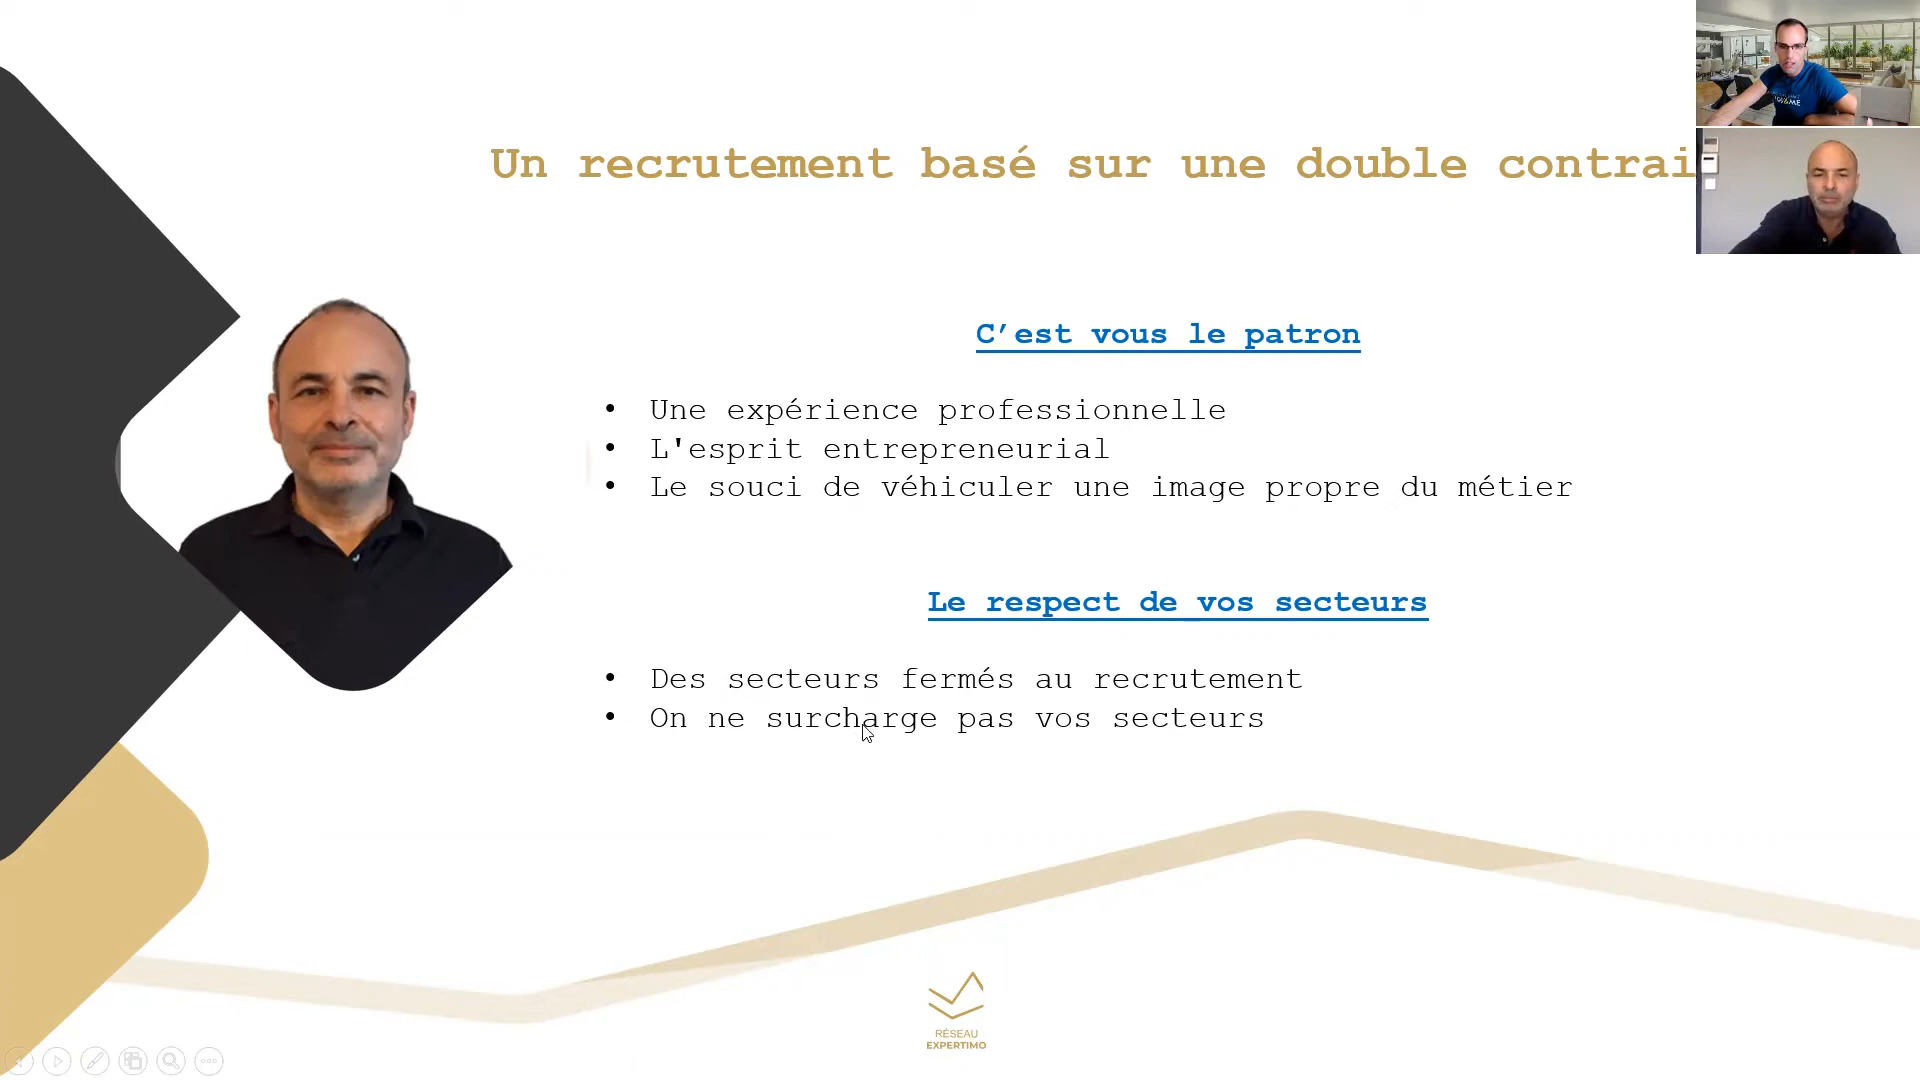 Un recrutement basé sur une double contrai
C’est vous le patron
• Une expérience professionnelle
• L'esprit entrepreneurial
• Le souci de véhiculer une image propre du métier
Le respect de vos secteurs
• Des secteurs fermés au recrutement
• On ne surcharge pas vos secteurs
RÉSEAU
EXPERTIMO